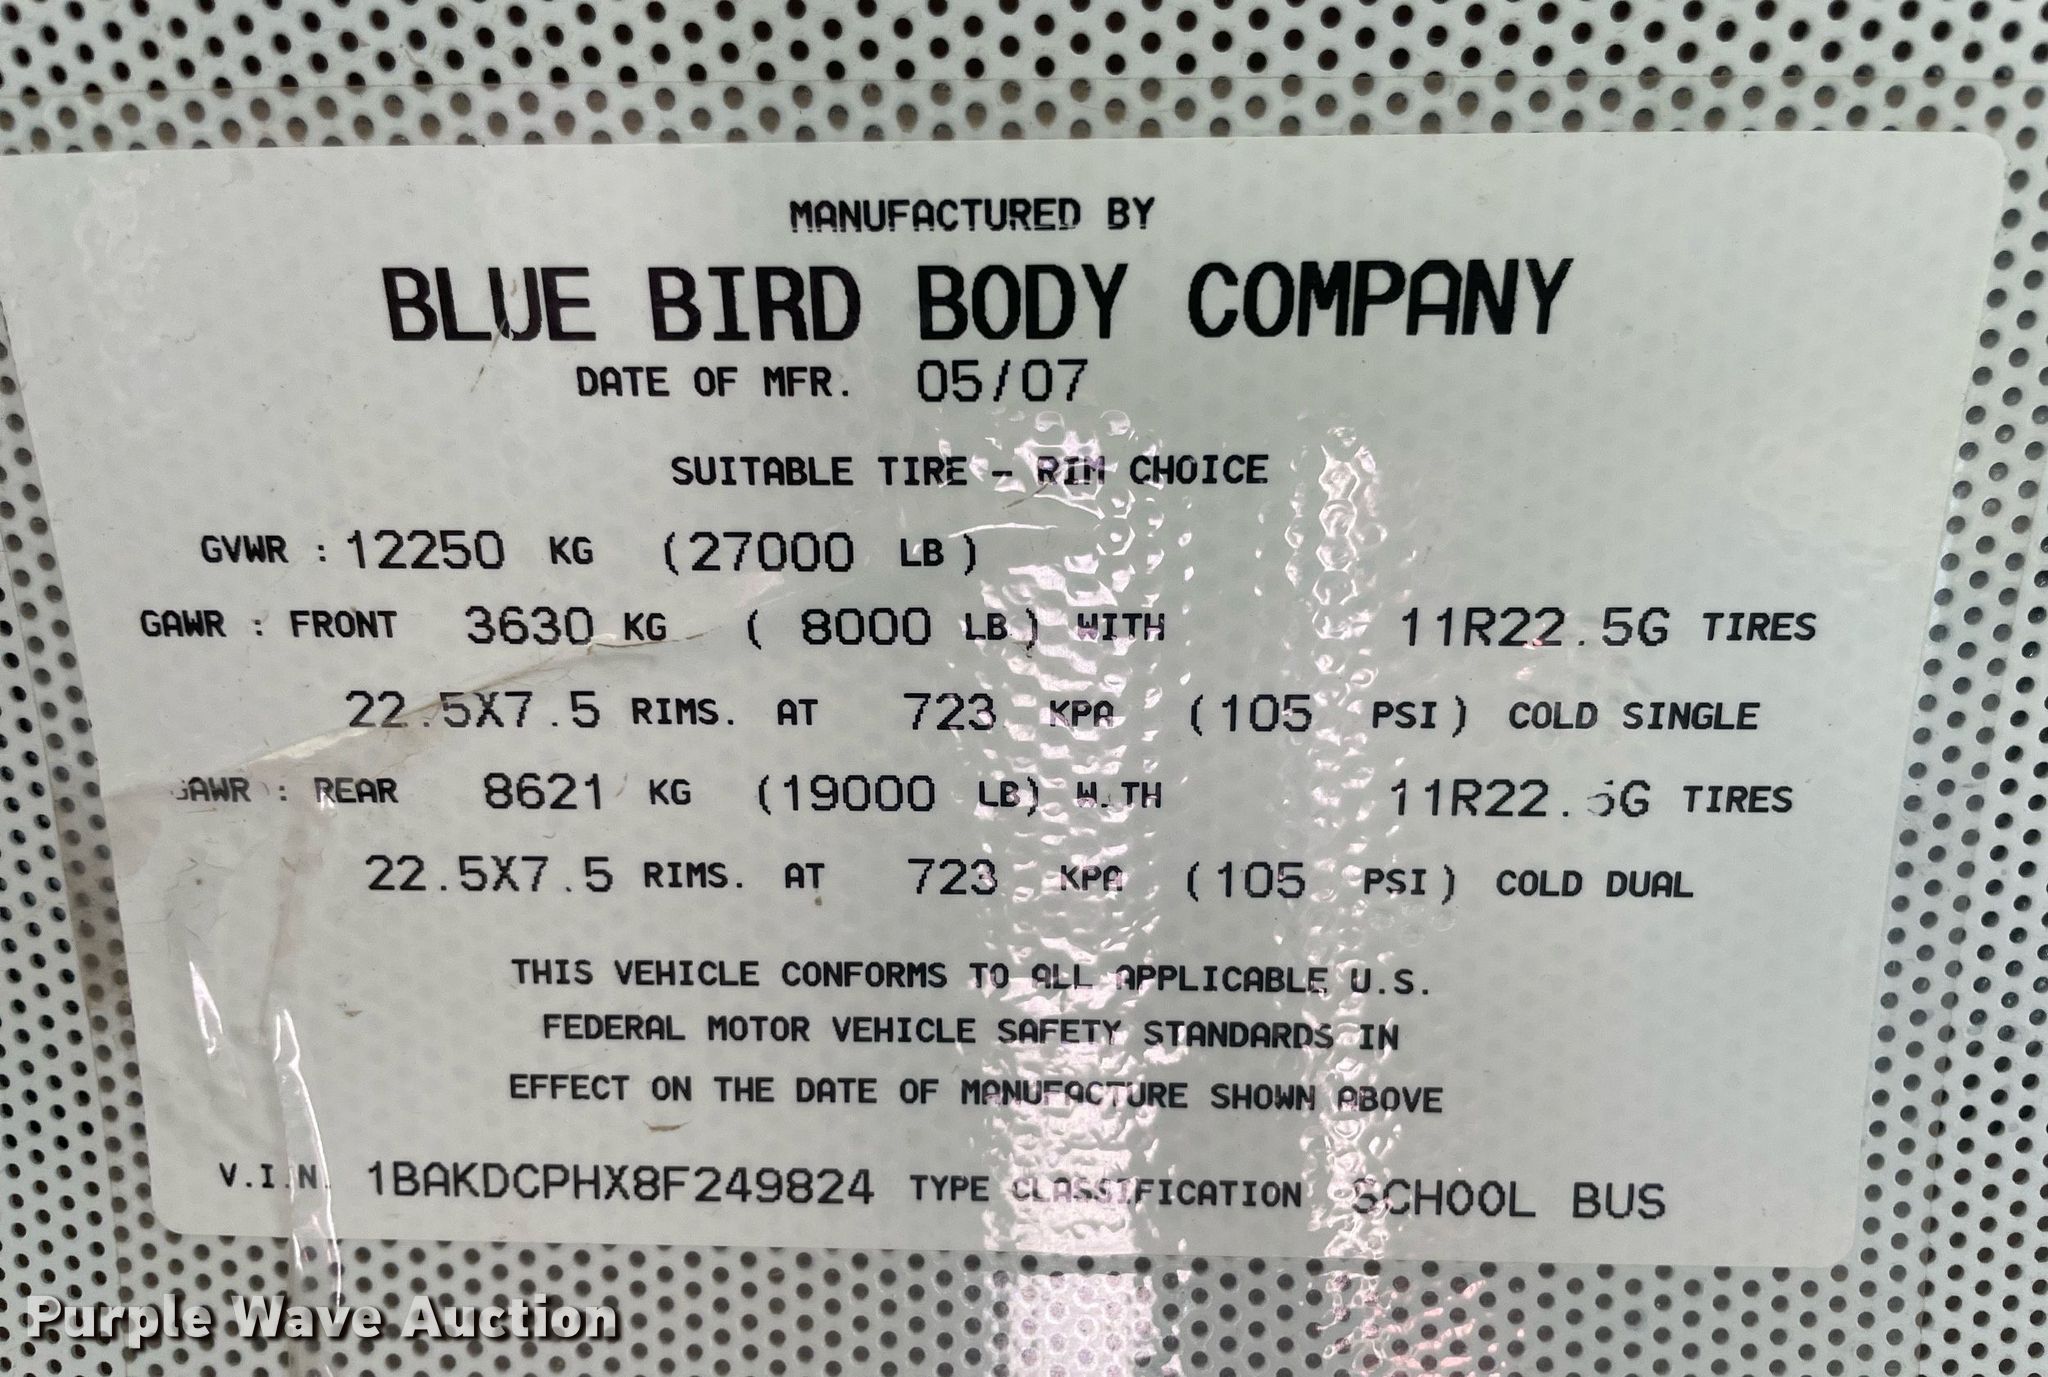 MANUFACTURED BY
BLUE BIRD BODY COMPANY
DATE OF MFR. 05/07
SUITABLE TIRE - RIM CHOICE
GVWR : 12250 KG (27000 LB)
GAWR : FRONT 3630 KG ( 8000 LB ) WITH 11R22.5G TIRES
22.5X7.5 RIMS. AT 723 KPA (105 PSI) COLD SINGLE
GAWR : REAR 8621 KG (19000 LB) WITH 11R22.5G TIRES
22.5X7.5 RIMS. AT 723 KPA (105 PSI) COLD DUAL
THIS VEHICLE CONFORMS TO ALL APPLICABLE U.S.
FEDERAL MOTOR VEHICLE SAFETY STANDARDS IN
EFFECT ON THE DATE OF MANUFACTURE SHOWN ABOVE
V.I.N. 1BAKDCPHX8F249824 TYPE CLASSIFICATION SCHOOL BUS
Purple Wave Auction